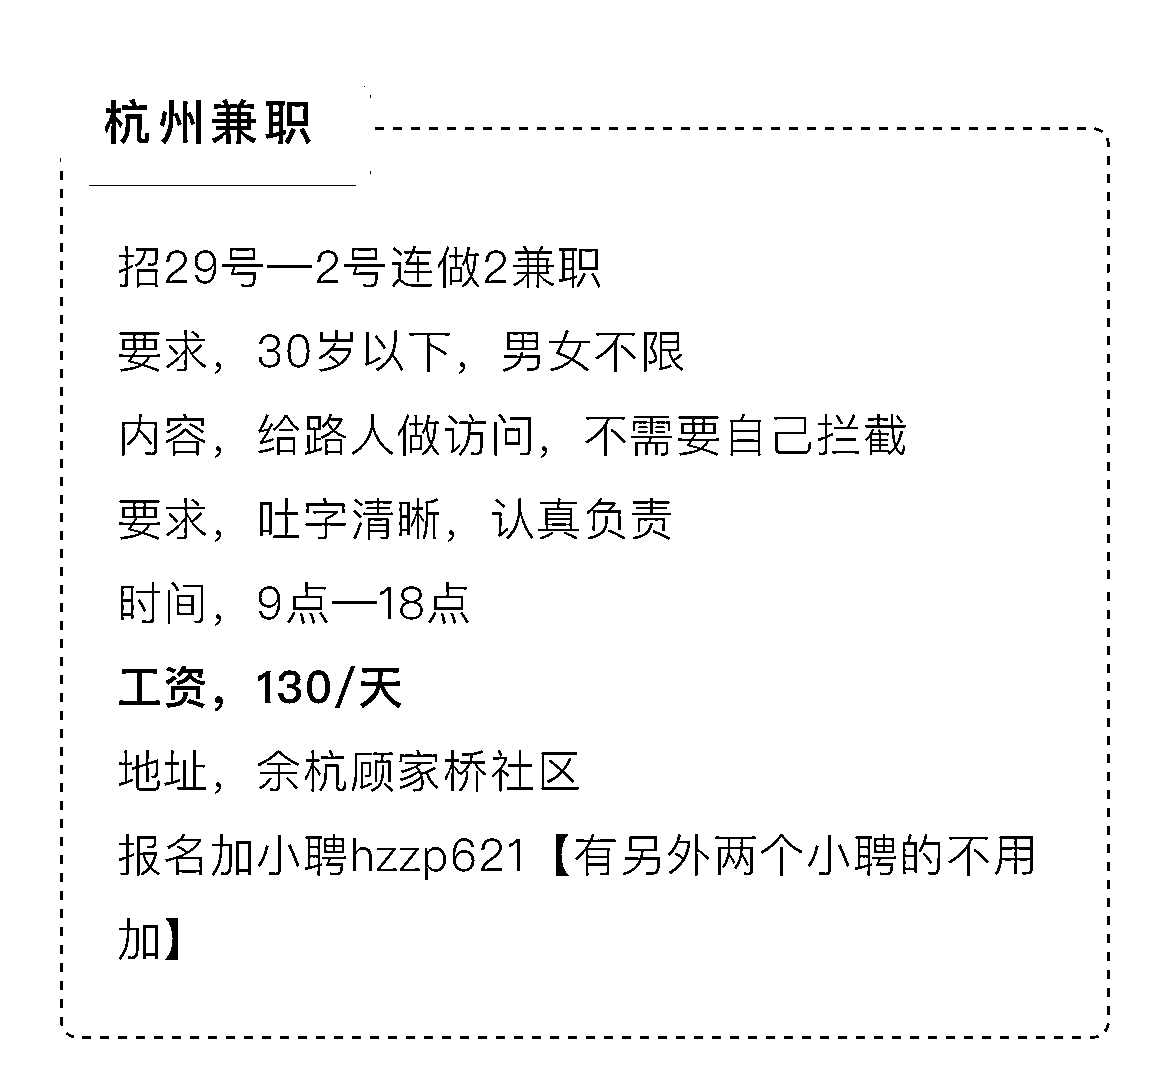 杭州兼职
招29号—2号连做2兼职
要求，30岁以下，男女不限
内容，给路人做访问，不需要自己拦截
要求，吐字清晰，认真负责
时间，9点—18点
工资，130/天
地址，余杭顾家桥社区
报名加小聘hzzp621【有另外两个小聘的不用
加】